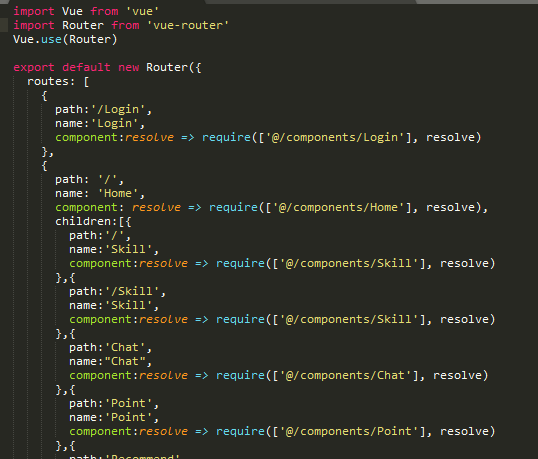 import Vue from 'vue'
import Router from 'vue-router'
Vue.use(Router)
export default new Router({
routes: [
{
path:'/Login',
name:'Login',
component:resolve => require(['@/components/Login'], resolve)
},
{
path: '/',
name: 'Home',
component: resolve => require(['@/components/Home'], resolve),
children:[{
path:'/',
name:'Skill',
component:resolve => require(['@/components/Skill'], resolve)
},{
path:'/Skill',
name:'Skill',
component:resolve => require(['@/components/Skill'], resolve)
},{
path:'Chat',
name:"Chat",
component:resolve => require(['@/components/Chat'], resolve)
},{
path:'Point',
name:'Point',
component:resolve => require(['@/components/Point'], resolve)
},{
path:'Recommend'